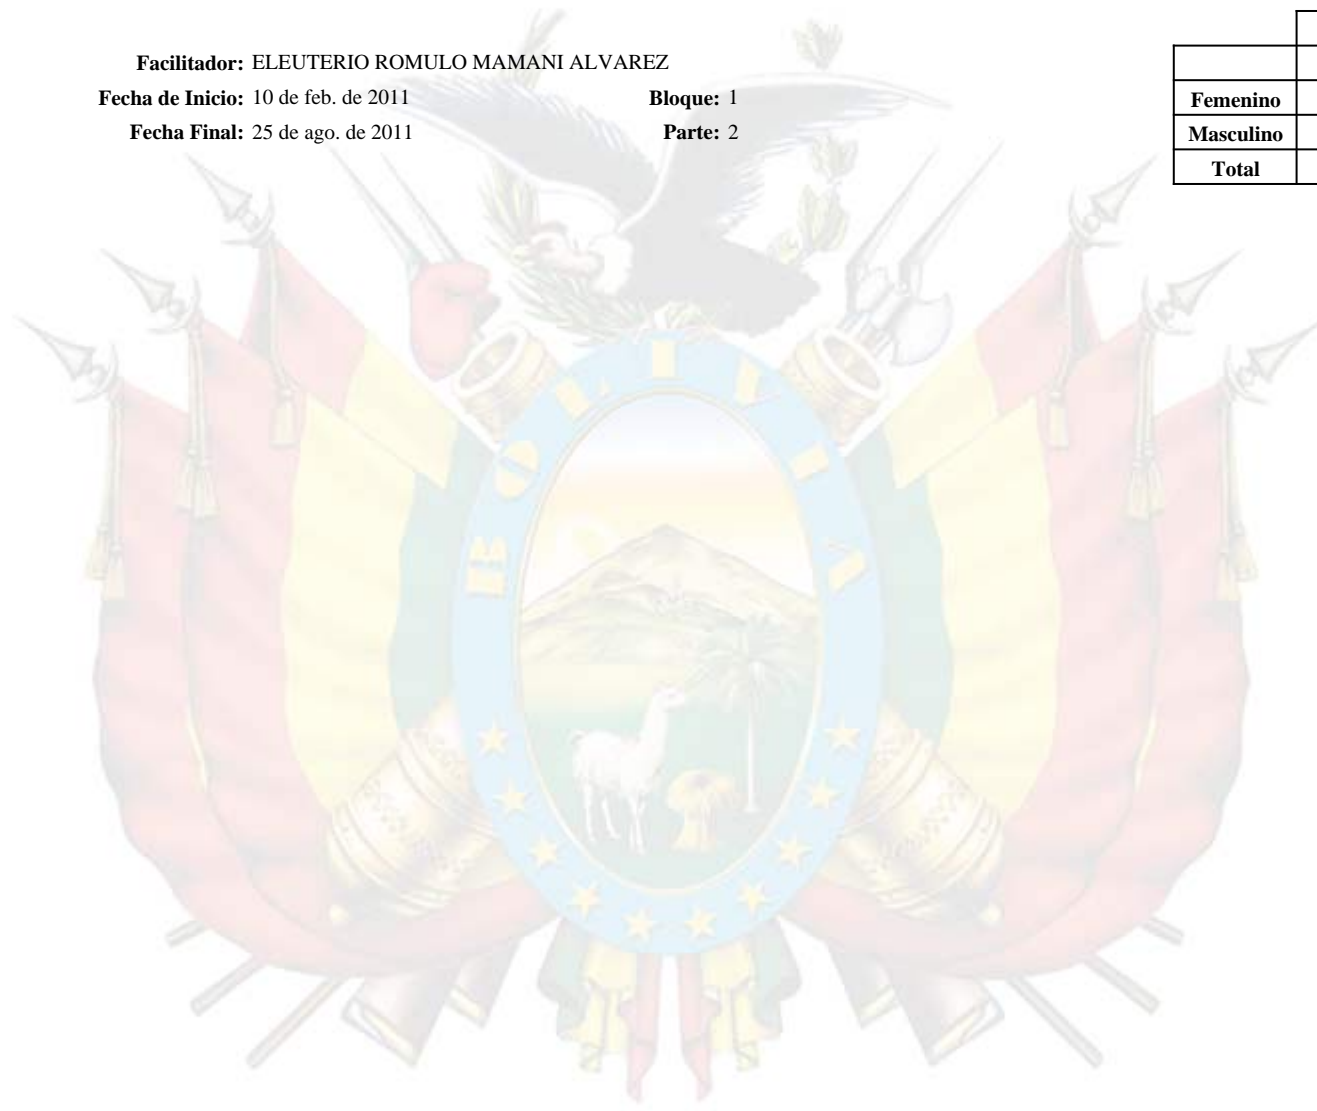 Facilitador: ELEUTERIO ROMULO MAMANI ALVAREZ
Fecha de Inicio: 10 de feb. de 2011 Bloque: 1
Fecha Final: 25 de ago. de 2011 Parte: 2
Femenino
Masculino
Total
BOLIVIA